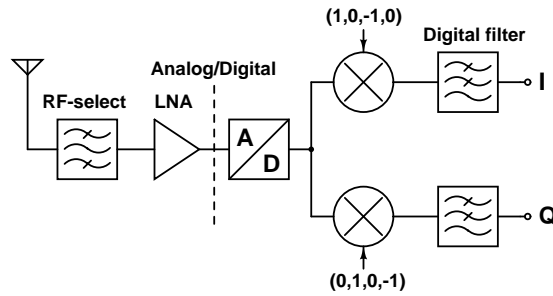 (1,0,-1,0)
Digital filter
Analog/Digital
I
RF-select
LNA
A
D
Q
(0,1,0,-1)